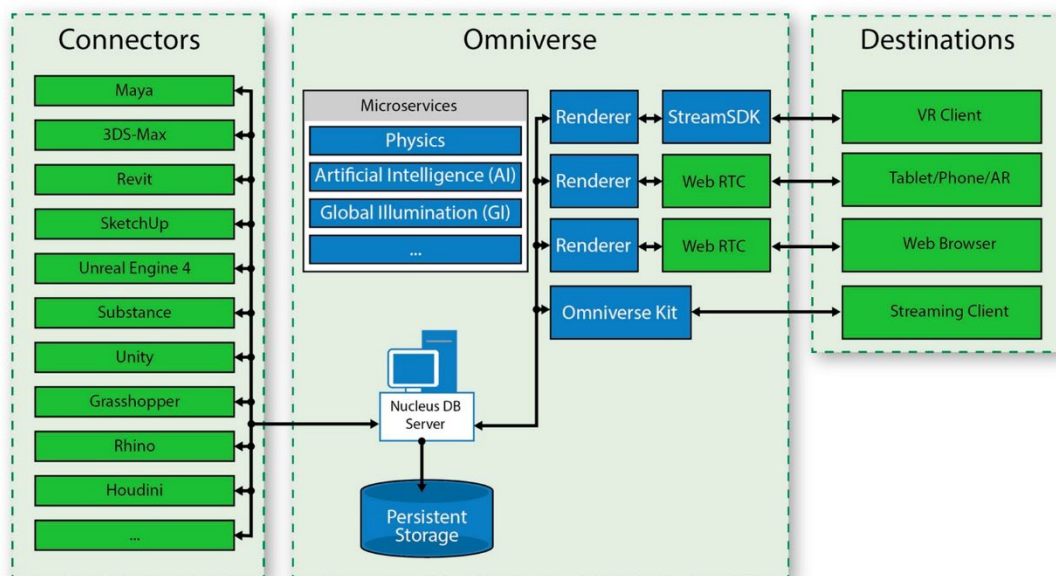 Connectors
Maya
3DS-Max
Revit
SketchUp
Unreal Engine 4
Substance
Unity
Grasshopper
Rhino
Houdini
...
Omniverse
Microservices
Physics
Artificial Intelligence (AI)
Global Illumination (GI)
...
Renderer
StreamSDK
Renderer
Web RTC
Renderer
Web RTC
Omniverse Kit
Nucleus DB
Server
Persistent
Storage
Destinations
VR Client
Tablet/Phone/AR
Web Browser
Streaming Client